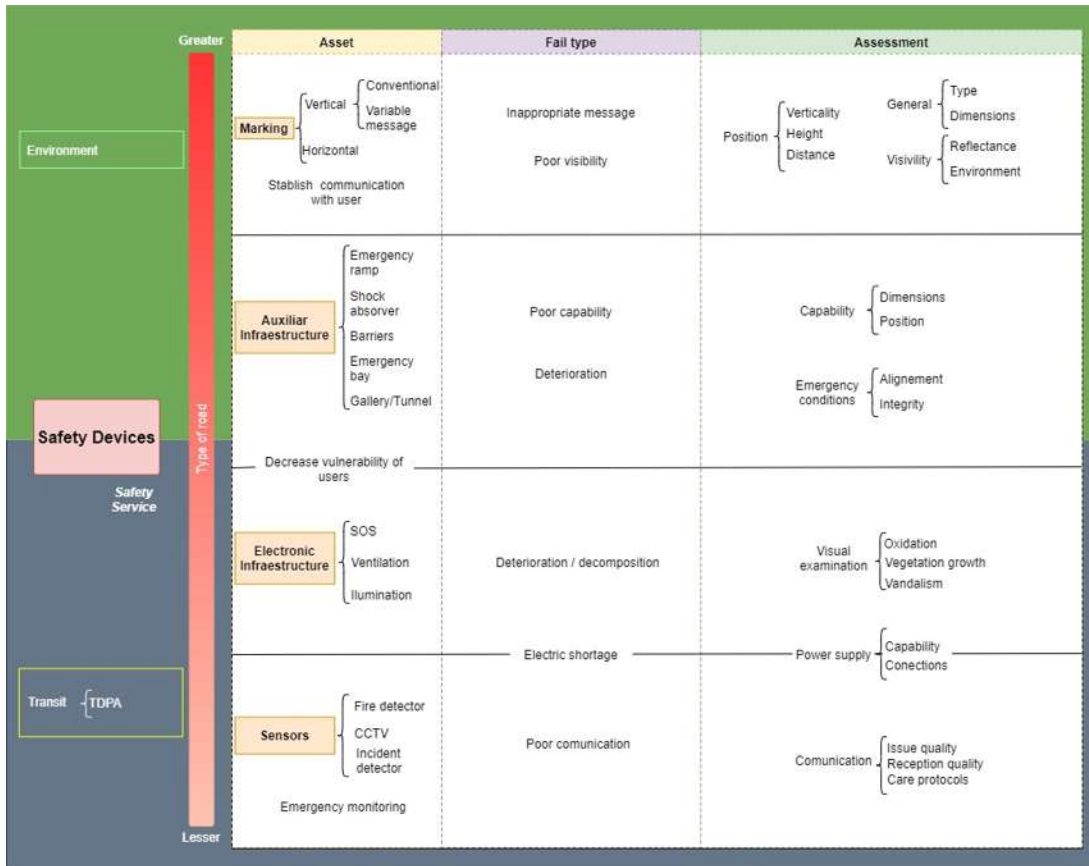 Greater
Asset
Fail type
Assessment
Environment
Marking
Vertical
Conventional
Variable
message
Horizontal
Stablish communication
with user
Inappropriate message
Poor visibility
Position
Verticality
Height
Distance
General
Type
Dimensions
Visivility
Reflectance
Environment
Auxiliar
Infraestructure
Emergency
ramp
Shock
absorver
Barriers
Emergency
bay
Gallery/Tunnel
Poor capability
Deterioration
Capability
Dimensions
Position
Emergency
conditions
Alignement
Integrity
Safety Devices
Safety
Service
Type of road
Decrease vulnerability of
users
Electronic
Infraestructure
SOS
Ventilation
Ilumination
Deterioration / decomposition
Visual
examination
Oxidation
Vegetation growth
Vandalism
Electric shortage
Power supply
Capability
Conections
Transit
TDPA
Sensors
Fire detector
CCTV
Incident
detector
Emergency monitoring
Poor comunication
Comunication
Issue quality
Reception quality
Care protocols
Lesser